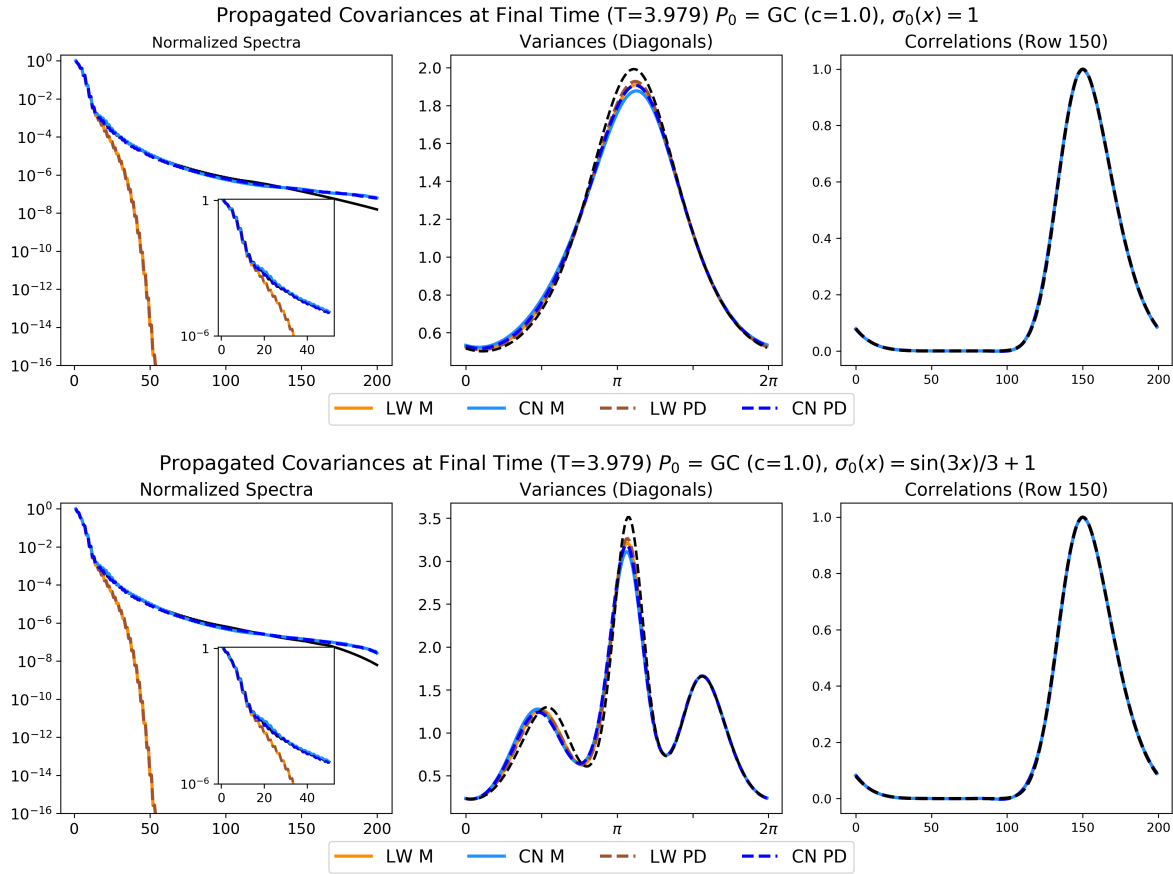 Propagated Covariances at Final Time (T=3.979) P₀ = GC (c=1.0), σ₀(x) = 1
Normalized Spectra
Variances (Diagonals)
Correlations (Row 150)
10⁰
10⁻²
10⁻⁴
10⁻⁶
10⁻⁸
10⁻¹⁰
10⁻¹²
10⁻¹⁴
10⁻¹⁶
0 50 100 150 200
1
10⁻⁶
0 20 40
2.0
1.8
1.6
1.4
1.2
1.0
0.8
0.6
0 π 2π
1.0
0.8
0.6
0.4
0.2
0.0
0 50 100 150 200
LW M CN M LW PD CN PD
Propagated Covariances at Final Time (T=3.979) P₀ = GC (c=1.0), σ₀(x) = sin(3x)/3 + 1
Normalized Spectra
Variances (Diagonals)
Correlations (Row 150)
10⁰
10⁻²
10⁻⁴
10⁻⁶
10⁻⁸
10⁻¹⁰
10⁻¹²
10⁻¹⁴
10⁻¹⁶
0 50 100 150 200
1
10⁻⁶
0 20 40
3.5
3.0
2.5
2.0
1.5
1.0
0.5
0 π 2π
1.0
0.8
0.6
0.4
0.2
0.0
0 50 100 150 200
LW M CN M LW PD CN PD